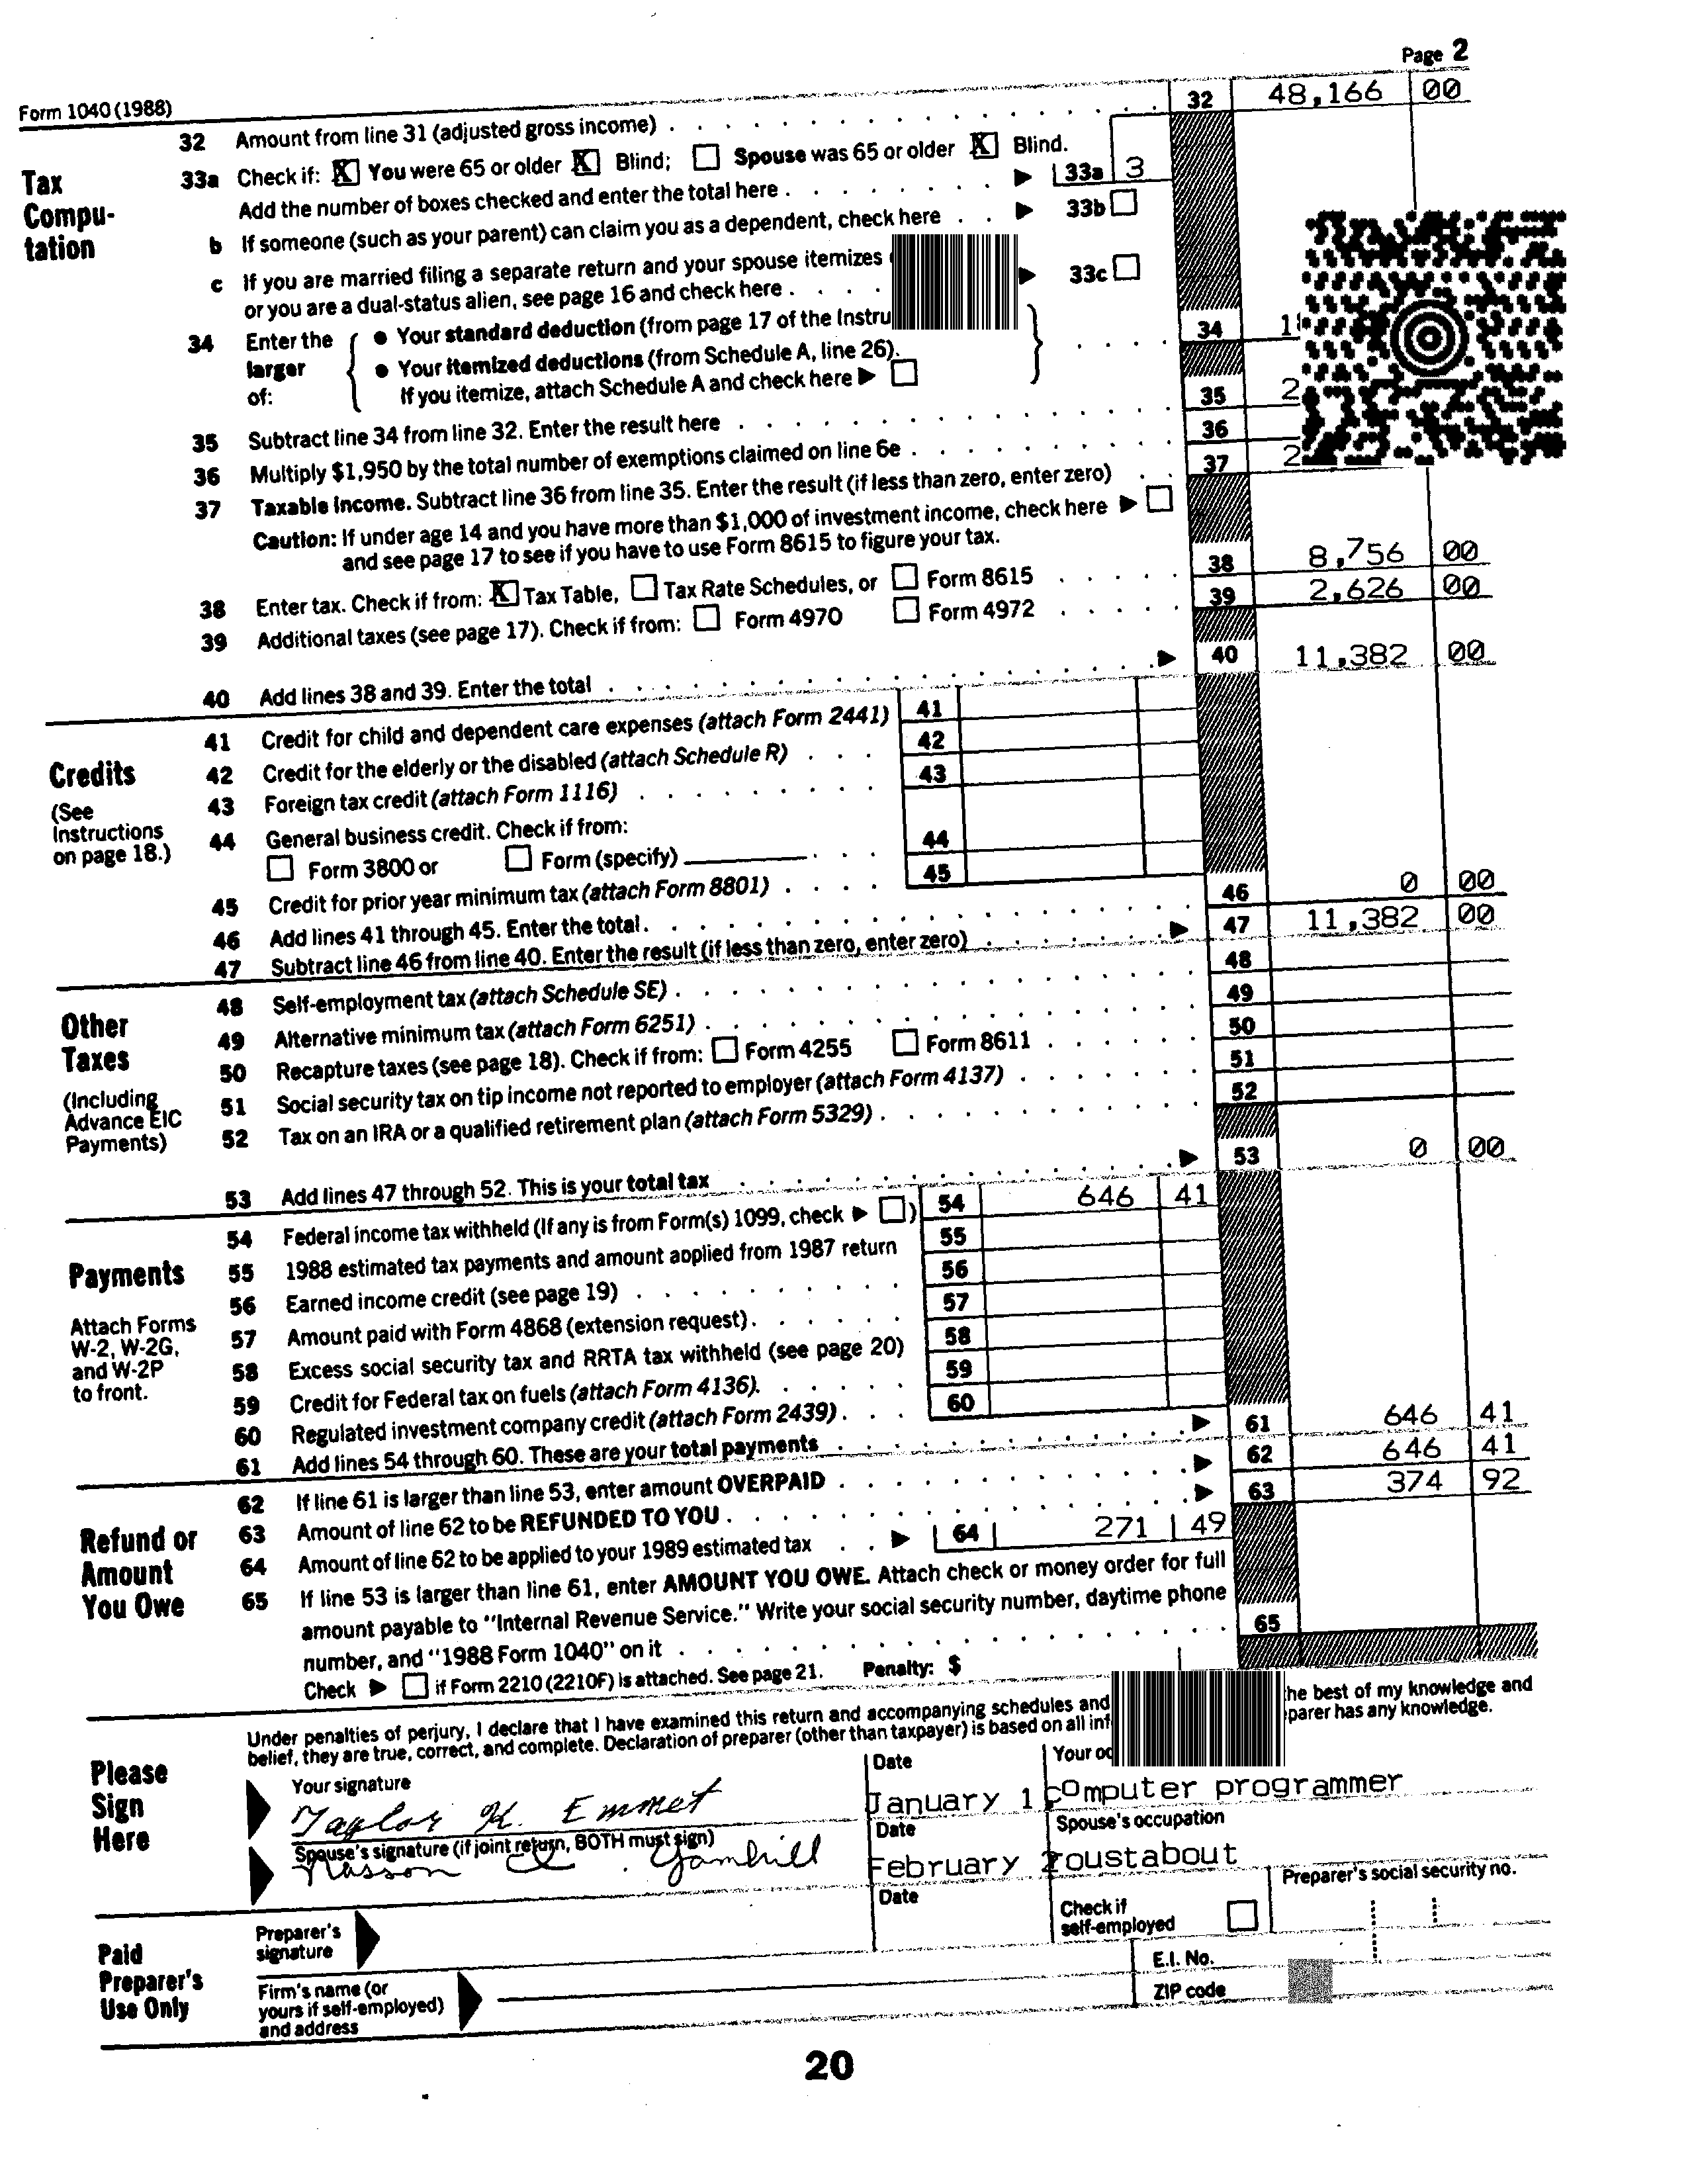 Page 2
Form 1040 (1988)
32 Amount from line 31 (adjusted gross income) 32 48,166 00
Tax Compu-tation
33a Check if: X You were 65 or older X Blind; Spouse was 65 or older X Blind.
Add the number of boxes checked and enter the total here 33a 3
b If someone (such as your parent) can claim you as a dependent, check here 33b
c If you are married filing a separate return and your spouse itemizes
or you are a dual-status alien, see page 16 and check here 33c
34 Enter the larger of:
• Your standard deduction (from page 17 of the Instru 34
• Your itemized deductions (from Schedule A, line 26).
If you itemize, attach Schedule A and check here
35 Subtract line 34 from line 32. Enter the result here 35
36 Multiply $1,950 by the total number of exemptions claimed on line 6e 36
37 Taxable income. Subtract line 36 from line 35. Enter the result (if less than zero, enter zero) 37
Caution: If under age 14 and you have more than $1,000 of investment income, check here
and see page 17 to see if you have to use Form 8615 to figure your tax.
38 Enter tax. Check if from: X Tax Table, Tax Rate Schedules, or Form 8615 38 8,756 00
39 Additional taxes (see page 17). Check if from: Form 4970 Form 4972 39 2,626 00
40 Add lines 38 and 39. Enter the total 40 11,382 00
Credits
(See Instructions on page 18.)
41 Credit for child and dependent care expenses (attach Form 2441) 41
42 Credit for the elderly or the disabled (attach Schedule R) 42
43 Foreign tax credit (attach Form 1116) 43
44 General business credit. Check if from:
Form 3800 or Form (specify) 44
45 Credit for prior year minimum tax (attach Form 8801) 45
46 Add lines 41 through 45. Enter the total 46 0 00
47 Subtract line 46 from line 40. Enter the result (if less than zero, enter zero) 47 11,382 00
Other Taxes
(Including Advance EIC Payments)
48 Self-employment tax (attach Schedule SE) 48
49 Alternative minimum tax (attach Form 6251) 49
50 Recapture taxes (see page 18). Check if from: Form 4255 Form 8611 50
51 Social security tax on tip income not reported to employer (attach Form 4137) 51
52 Tax on an IRA or a qualified retirement plan (attach Form 5329) 52
53 Add lines 47 through 52. This is your total tax 53 0 00
Payments
Attach Forms W-2, W-2G, and W-2P to front.
54 Federal income tax withheld (If any is from Form(s) 1099, check ) 54 646 41
55 1988 estimated tax payments and amount applied from 1987 return 55
56 Earned income credit (see page 19) 56
57 Amount paid with Form 4868 (extension request) 57
58 Excess social security tax and RRTA tax withheld (see page 20) 58
59 Credit for Federal tax on fuels (attach Form 4136) 59
60 Regulated investment company credit (attach Form 2439) 60
61 Add lines 54 through 60. These are your total payments 61 646 41
Refund or Amount You Owe
62 If line 61 is larger than line 53, enter amount OVERPAID 62 646 41
63 Amount of line 62 to be REFUNDED TO YOU 63 374 92
64 Amount of line 62 to be applied to your 1989 estimated tax 64 271 49
65 If line 53 is larger than line 61, enter AMOUNT YOU OWE. Attach check or money order for full
amount payable to "Internal Revenue Service." Write your social security number, daytime phone
number, and "1988 Form 1040" on it 65
Check if Form 2210 (2210F) is attached. See page 21. Penalty: $
Please Sign Here
Under penalties of perjury, I declare that I have examined this return and accompanying schedules and he best of my knowledge and
belief, they are true, correct, and complete. Declaration of preparer (other than taxpayer) is based on all inf parer has any knowledge.
Your signature Date Your oc
Taylor K. Emmet January 1 computer programmer
Spouse's signature (if joint return, BOTH must sign) Date Spouse's occupation
Yamhill February 2 roustabout
Paid Preparer's Use Only
Preparer's signature Date Check if self-employed Preparer's social security no.
Firm's name (or yours if self-employed) and address E.I. No.
ZIP code
20